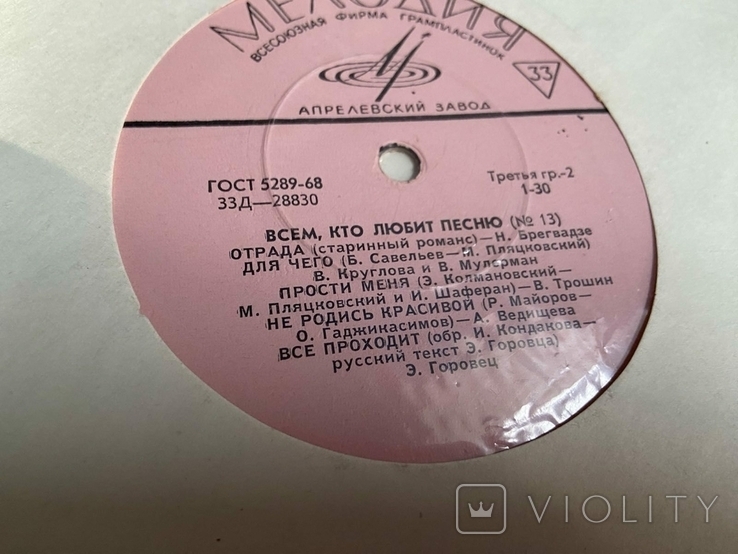 МЕЛОДИЯ
ВСЕСОЮЗНАЯ ФИРМА ГРАМПЛАСТИНОК
33
АПРЕЛЕВСКИЙ ЗАВОД
ГОСТ 5289-68
33Д—28830
Третья гр.-2
1-30
ВСЕМ, КТО ЛЮБИТ ПЕСНЮ (№ 13)
ОТРАДА (старинный романс)—Н. Брегвадзе
ДЛЯ ЧЕГО (Б. Савельев—М. Пляцковский)
В. Круглова и В. Мулерман
ПРОСТИ МЕНЯ (Э. Колмановский—
М. Пляцковский и И. Шаферан)—В. Трошин
НЕ РОДИСЬ КРАСИВОЙ (Р. Майоров—
О. Гаджикасимов)—А. Ведищева
ВСЕ ПРОХОДИТ (обр. И. Кондакова—
русский текст Э. Горовца)
Э. Горовец
VIOLITY